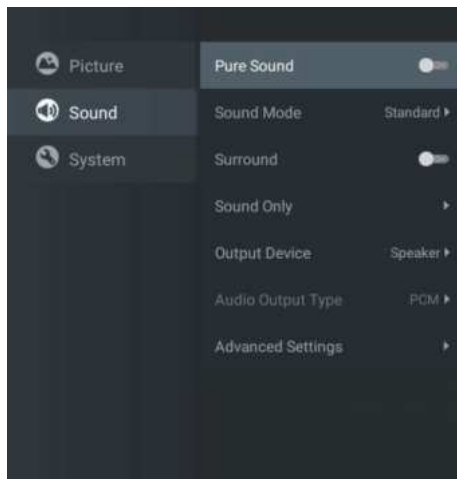 Picture
Sound
System
Pure Sound
Sound Mode Standard
Surround
Sound Only
Output Device Speaker
Audio Output Type PCM
Advanced Settings